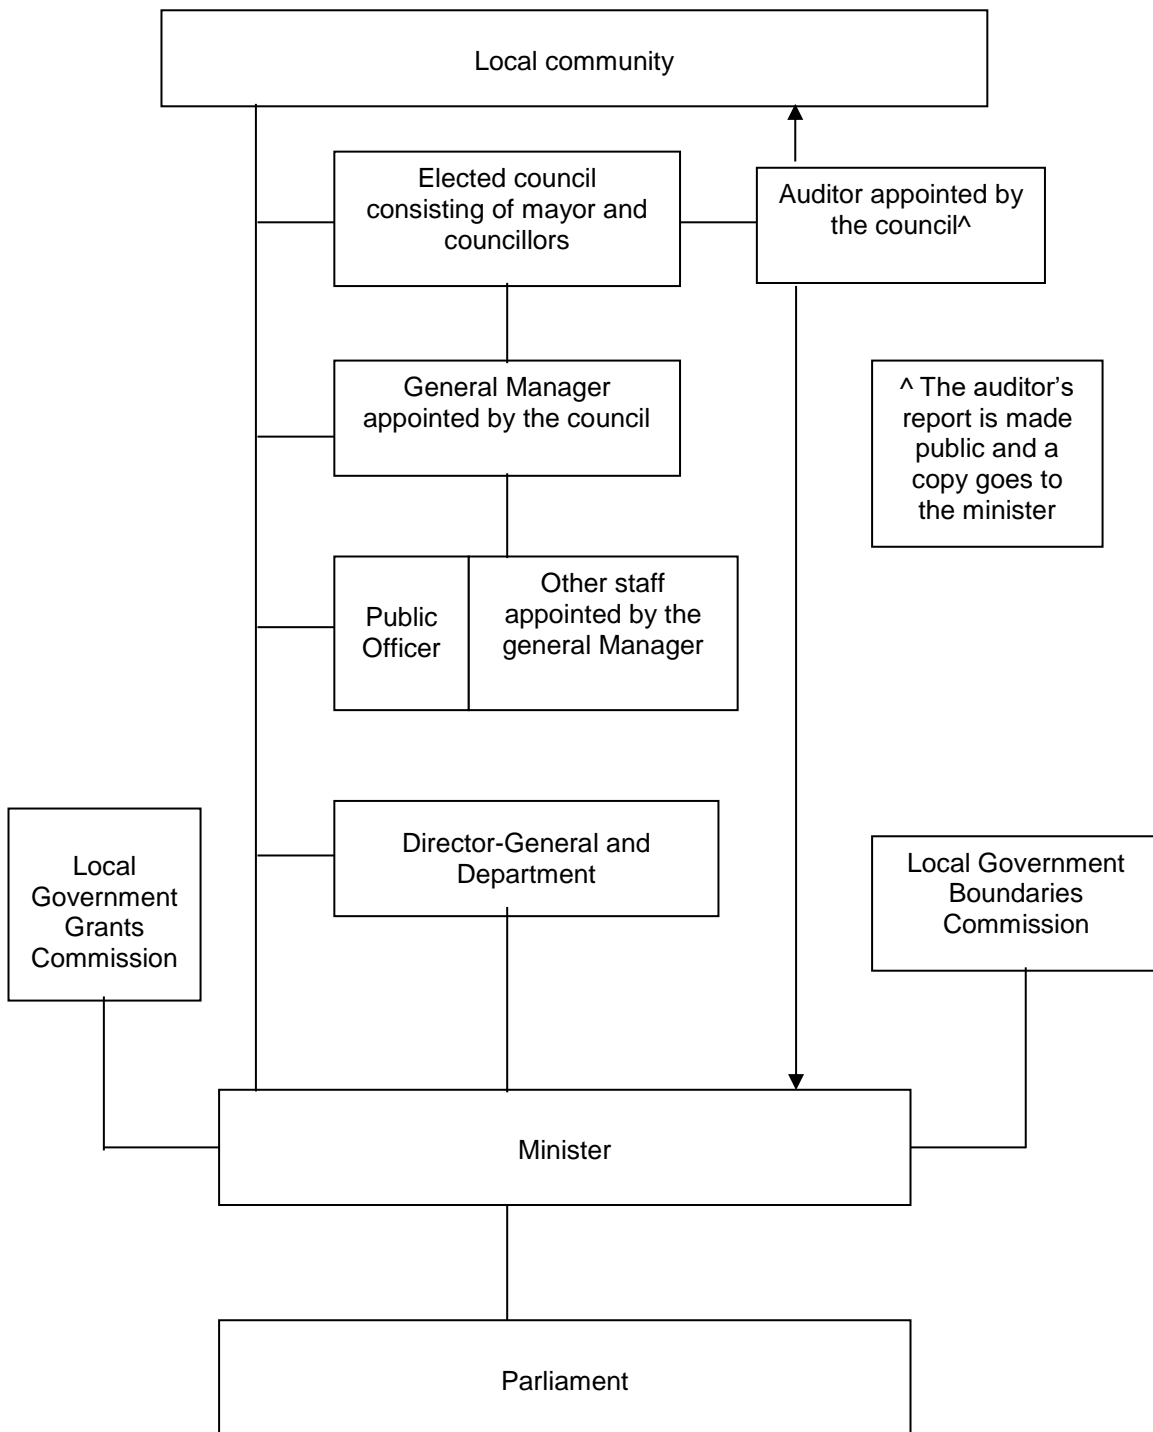 Local community
Elected council
consisting of mayor and
councillors
Auditor appointed by
the council^
General Manager
appointed by the council
^ The auditor’s
report is made
public and a
copy goes to
the minister
Public
Officer
Other staff
appointed by the
general Manager
Local
Government
Grants
Commission
Director-General and
Department
Local Government
Boundaries
Commission
Minister
Parliament